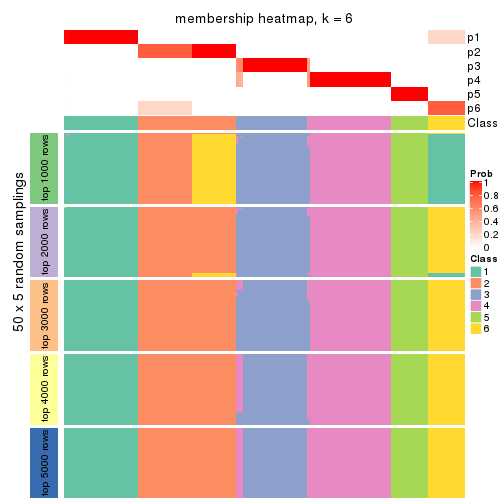 membership heatmap, k = 6
p1
p2
p3
p4
p5
p6
Class
50 x 5 random samplings
top 1000 rows
top 2000 rows
top 3000 rows
top 4000 rows
top 5000 rows
Prob
1
0.8
0.6
0.4
0.2
0
Class
1
2
3
4
5
6